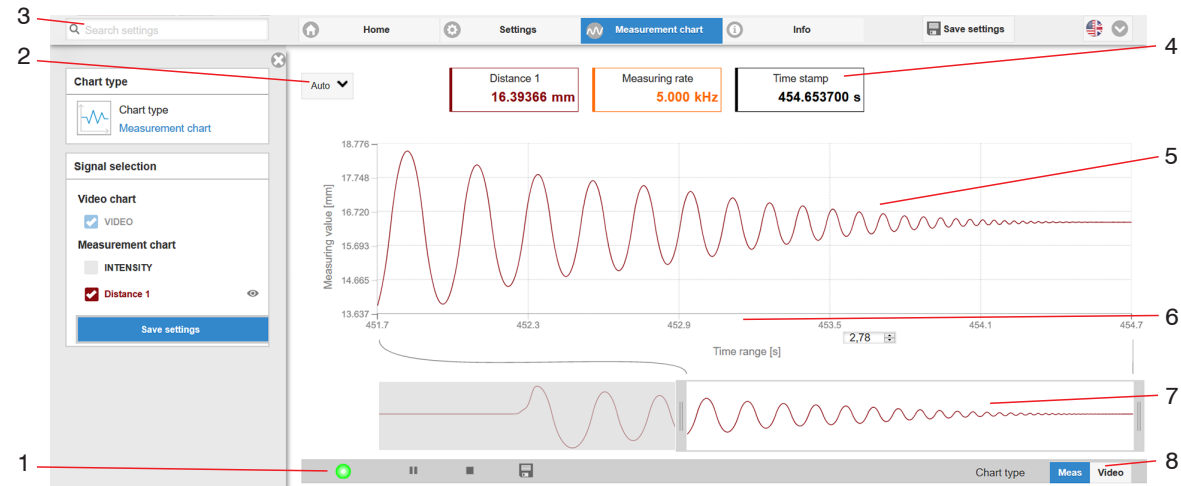 3
Search settings
Home
Settings
Measurement chart
Info
Save settings
2
4
Chart type
Chart type
Measurement chart
Auto
Distance 1
16.39366 mm
Measuring rate
5.000 kHz
Time stamp
454.653700 s
Signal selection
Video chart
VIDEO
Measurement chart
INTENSITY
Distance 1
Save settings
5
Measuring value [mm]
18.776
17.748
16.720
15.693
14.665
13.637
6
451.7
452.3
452.9
453.5
454.1
454.7
2,78
Time range [s]
7
1
8
Chart type
Meas
Video